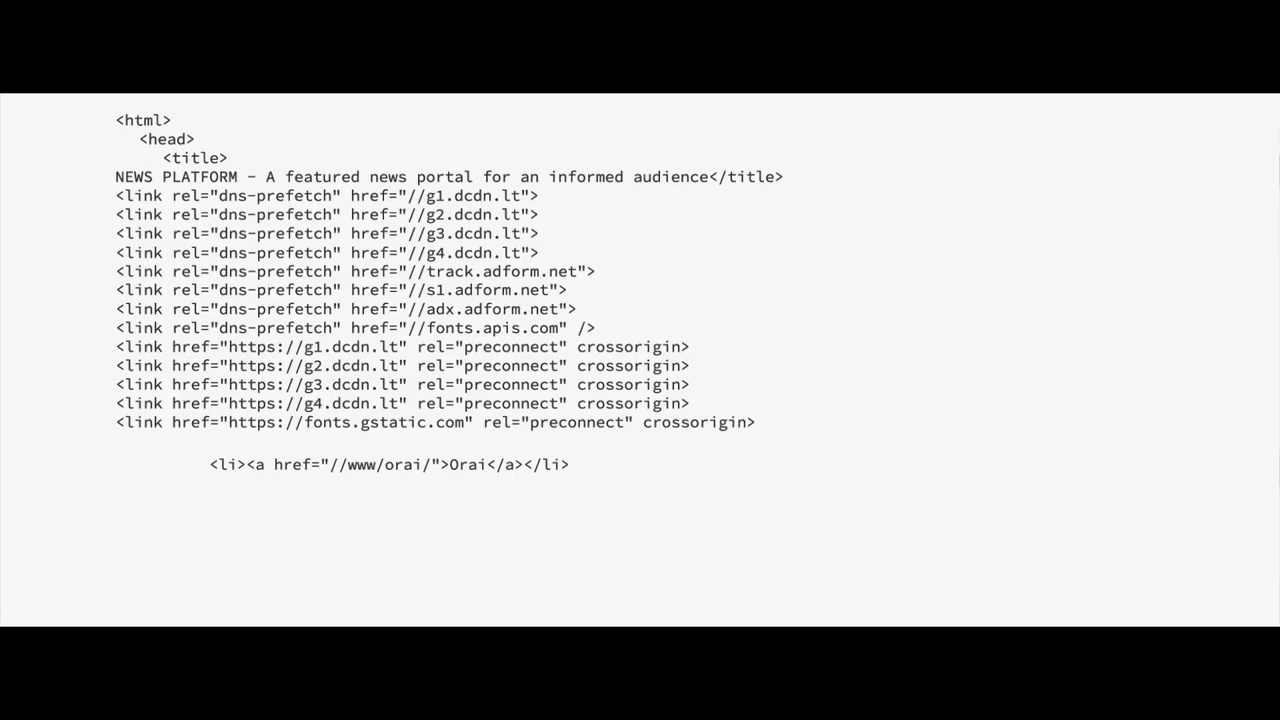 <html>
<head>
<title>
NEWS PLATFORM – A featured news portal for an informed audience</title>
<link rel="dns-prefetch" href="//g1.dcdn.lt">
<link rel="dns-prefetch" href="//g2.dcdn.lt">
<link rel="dns-prefetch" href="//g3.dcdn.lt">
<link rel="dns-prefetch" href="//g4.dcdn.lt">
<link rel="dns-prefetch" href="//track.adform.net">
<link rel="dns-prefetch" href="//s1.adform.net">
<link rel="dns-prefetch" href="//adx.adform.net">
<link rel="dns-prefetch" href="//fonts.apis.com" />
<link href="https://g1.dcdn.lt" rel="preconnect" crossorigin>
<link href="https://g2.dcdn.lt" rel="preconnect" crossorigin>
<link href="https://g3.dcdn.lt" rel="preconnect" crossorigin>
<link href="https://g4.dcdn.lt" rel="preconnect" crossorigin>
<link href="https://fonts.gstatic.com" rel="preconnect" crossorigin>
<li><a href="//www/orai/">Orai</a></li>